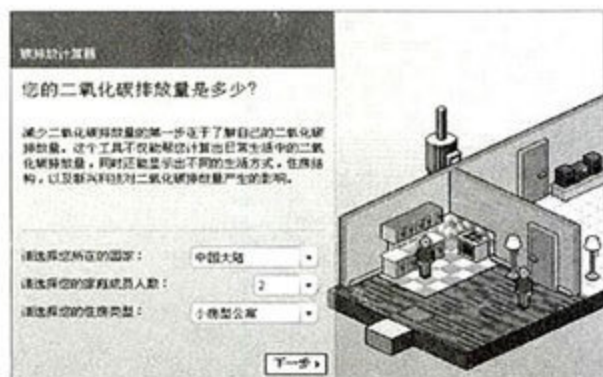 碳排放计算器
您的二氧化碳排放量是多少?
减少二氧化碳排放量的第一步在于了解自己的二氧化碳排
放量。这个工具不仅能帮您计算出日常生活中的二氧
化碳排放量，同时还能显示出不同的生活方式，住房结
构，以及新兴科技对二氧化碳排放量产生的影响。
请选择您所在的国家：中国大陆
请选择您的家庭成员人数：2
请选择您的住房类型：小房型公寓
下一步